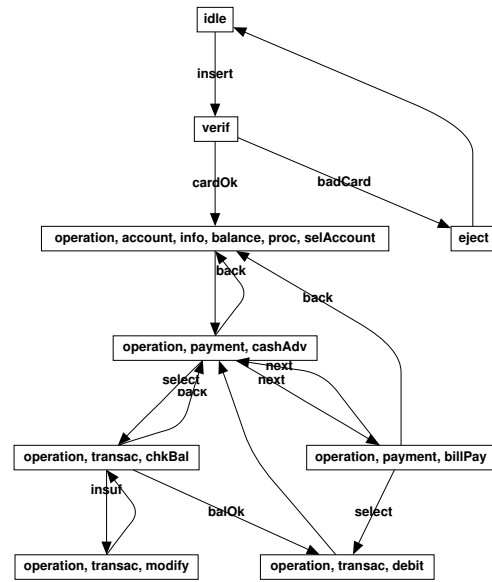 idle
insert
verif
cardOk
badCard
operation, account, info, balance, proc, selAccount
eject
back
back
operation, payment, cashAdv
next
select
next
back
operation, transac, chkBal
operation, payment, billPay
insuf
balOk
select
operation, transac, modify
operation, transac, debit